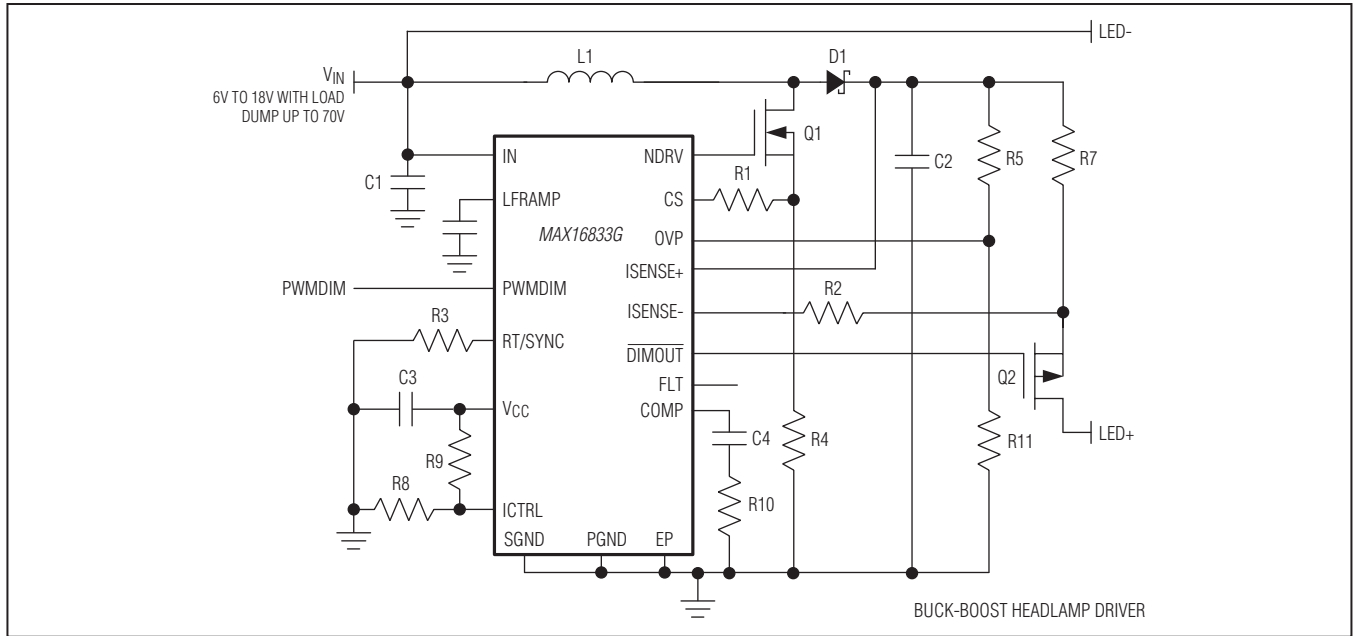 LED-
L1
D1
VIN
6V TO 18V WITH LOAD
DUMP UP TO 70V
Q1
C1
IN
NDRV
R1
C2
R5
R7
LFRAMP
CS
MAX16833G
OVP
ISENSE+
PWMDIM
PWMDIM
R2
ISENSE-
R3
RT/SYNC
DIMOUT
Q2
FLT
C3
VCC
COMP
C4
R4
R11
LED+
R9
R8
R10
ICTRL
SGND
PGND
EP
BUCK-BOOST HEADLAMP DRIVER